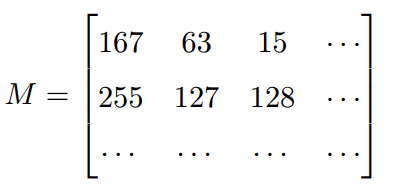 167 63 15 ⋯
M = 255 127 128 ⋯
⋯ ⋯ ⋯ ⋯